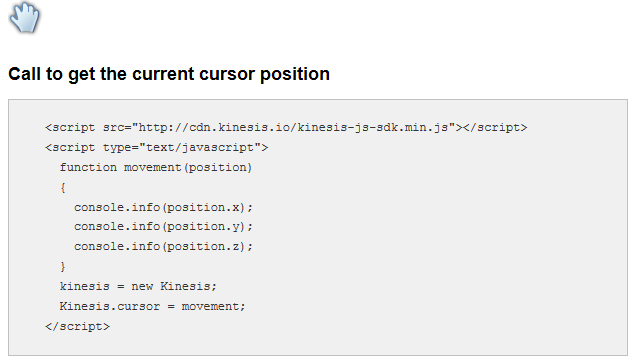 Call to get the current cursor position
<script src="http://cdn.kinesis.io/kinesis-js-sdk.min.js"></script>
<script type="text/javascript">
function movement(position)
{
console.info(position.x);
console.info(position.y);
console.info(position.z);
}
kinesis = new Kinesis;
Kinesis.cursor = movement;
</script>